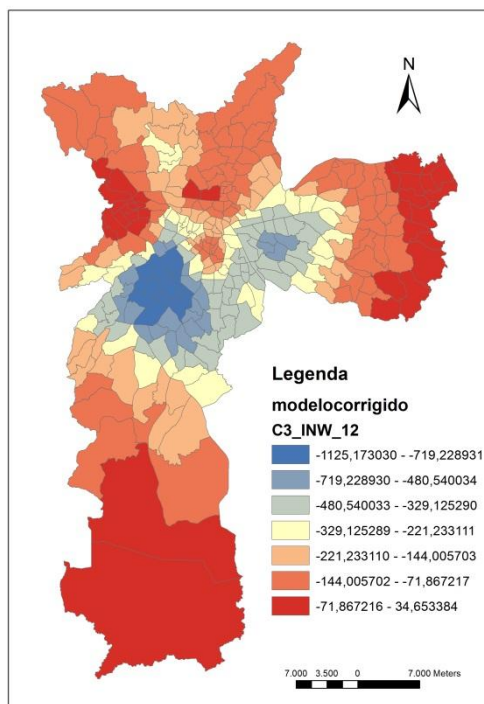 N
Legenda
modelocorrigido
C3_INW_12
-1125,173030 - -719,228931
-719,228930 - -480,540034
-480,540033 - -329,125290
-329,125289 - -221,233111
-221,233110 - -144,005703
-144,005702 - -71,867217
-71,867216 - 34,653384
7.000 3.500 0 7.000 Meters